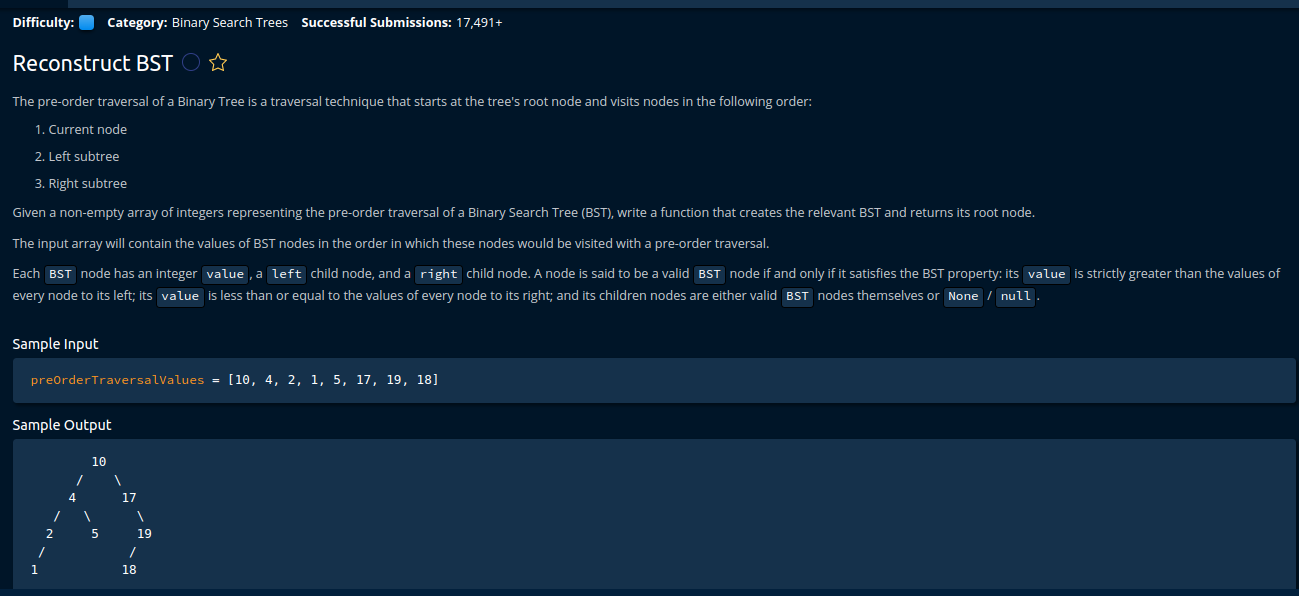 Difficulty: Category: Binary Search Trees Successful Submissions: 17,491+
Reconstruct BST
The pre-order traversal of a Binary Tree is a traversal technique that starts at the tree's root node and visits nodes in the following order:
1. Current node
2. Left subtree
3. Right subtree
Given a non-empty array of integers representing the pre-order traversal of a Binary Search Tree (BST), write a function that creates the relevant BST and returns its root node.
The input array will contain the values of BST nodes in the order in which these nodes would be visited with a pre-order traversal.
Each BST node has an integer value, a left child node, and a right child node. A node is said to be a valid BST node if and only if it satisfies the BST property: its value is strictly greater than the values of
every node to its left; its value is less than or equal to the values of every node to its right; and its children nodes are either valid BST nodes themselves or None / null.
Sample Input
preOrderTraversalValues = [10, 4, 2, 1, 5, 17, 19, 18]
Sample Output
10
/ \
4 17
/ \ \
2 5 19
/ /
1 18